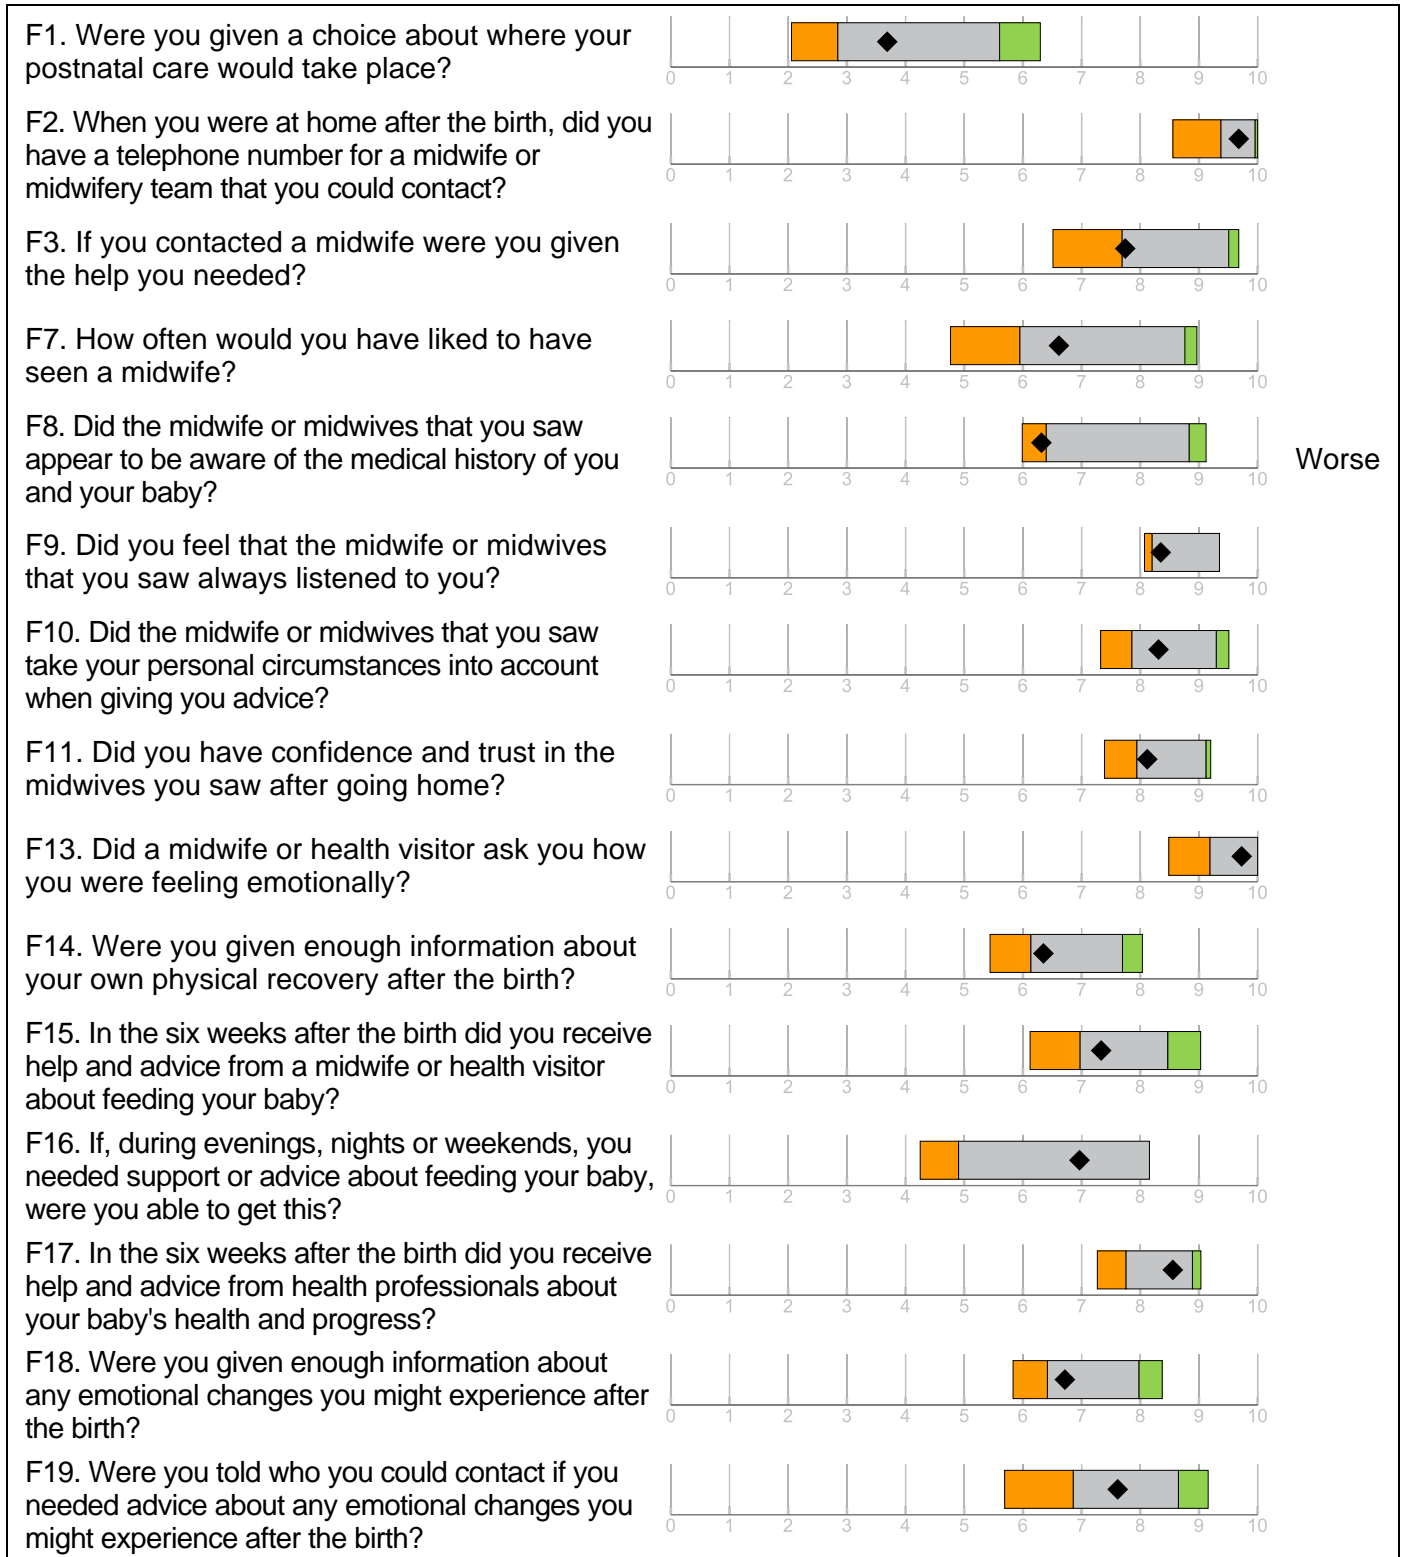 F1. Were you given a choice about where your
postnatal care would take place?
0 1 2 3 4 5 6 7 8 9 10
F2. When you were at home after the birth, did you
have a telephone number for a midwife or
midwifery team that you could contact?
0 1 2 3 4 5 6 7 8 9 10
F3. If you contacted a midwife were you given
the help you needed?
0 1 2 3 4 5 6 7 8 9 10
F7. How often would you have liked to have
seen a midwife?
0 1 2 3 4 5 6 7 8 9 10
F8. Did the midwife or midwives that you saw
appear to be aware of the medical history of you
and your baby?
0 1 2 3 4 5 6 7 8 9 10
Worse
F9. Did you feel that the midwife or midwives
that you saw always listened to you?
0 1 2 3 4 5 6 7 8 9 10
F10. Did the midwife or midwives that you saw
take your personal circumstances into account
when giving you advice?
0 1 2 3 4 5 6 7 8 9 10
F11. Did you have confidence and trust in the
midwives you saw after going home?
0 1 2 3 4 5 6 7 8 9 10
F13. Did a midwife or health visitor ask you how
you were feeling emotionally?
0 1 2 3 4 5 6 7 8 9 10
F14. Were you given enough information about
your own physical recovery after the birth?
0 1 2 3 4 5 6 7 8 9 10
F15. In the six weeks after the birth did you receive
help and advice from a midwife or health visitor
about feeding your baby?
0 1 2 3 4 5 6 7 8 9 10
F16. If, during evenings, nights or weekends, you
needed support or advice about feeding your baby,
were you able to get this?
0 1 2 3 4 5 6 7 8 9 10
F17. In the six weeks after the birth did you receive
help and advice from health professionals about
your baby's health and progress?
0 1 2 3 4 5 6 7 8 9 10
F18. Were you given enough information about
any emotional changes you might experience after
the birth?
0 1 2 3 4 5 6 7 8 9 10
F19. Were you told who you could contact if you
needed advice about any emotional changes you
might experience after the birth?
0 1 2 3 4 5 6 7 8 9 10